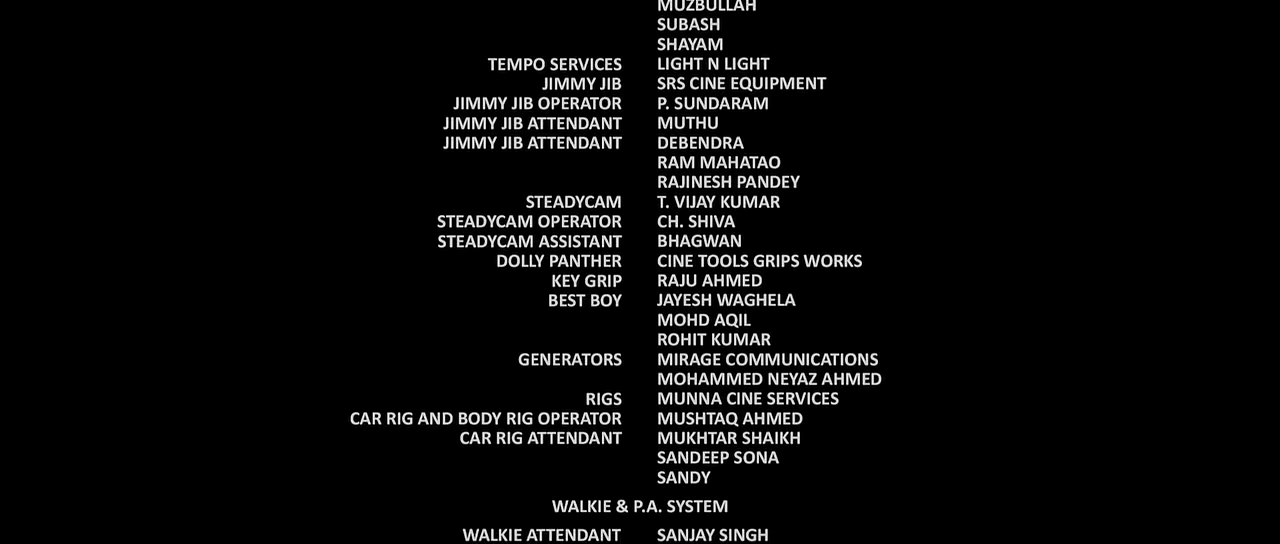 MUZBULLAH
SUBASH
SHAYAM
TEMPO SERVICES LIGHT N LIGHT
JIMMY JIB SRS CINE EQUIPMENT
JIMMY JIB OPERATOR P. SUNDARAM
JIMMY JIB ATTENDANT MUTHU
JIMMY JIB ATTENDANT DEBENDRA
RAM MAHATAO
RAJINESH PANDEY
STEADYCAM T. VIJAY KUMAR
STEADYCAM OPERATOR CH. SHIVA
STEADYCAM ASSISTANT BHAGWAN
DOLLY PANTHER CINE TOOLS GRIPS WORKS
KEY GRIP RAJU AHMED
BEST BOY JAYESH WAGHELA
MOHD AQIL
ROHIT KUMAR
GENERATORS MIRAGE COMMUNICATIONS
MOHAMMED NEYAZ AHMED
RIGS MUNNA CINE SERVICES
CAR RIG AND BODY RIG OPERATOR MUSHTAQ AHMED
CAR RIG ATTENDANT MUKHTAR SHAIKH
SANDEEP SONA
SANDY
WALKIE & P.A. SYSTEM
WALKIE ATTENDANT SANJAY SINGH